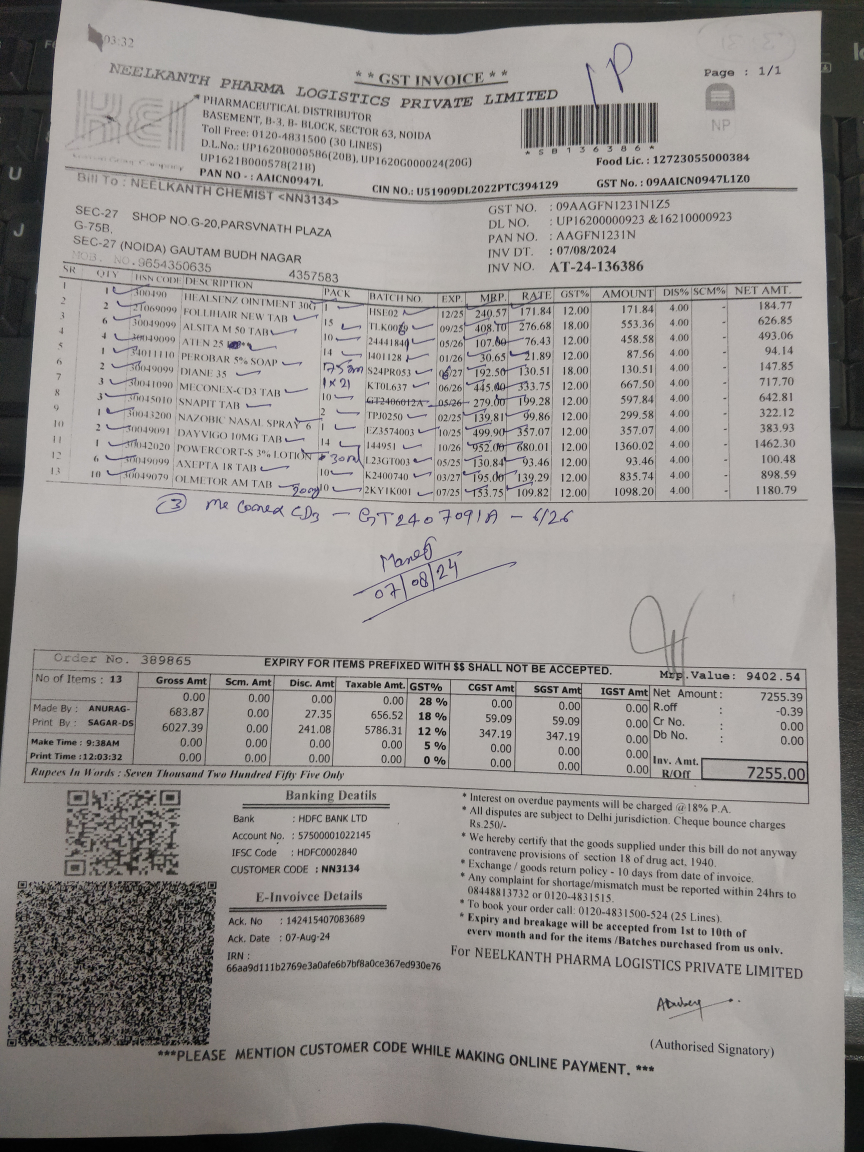 03:32
** GST INVOICE **
Page : 1/1
NEELKANTH PHARMA LOGISTICS PRIVATE LIMITED
1P
NP
PHARMACEUTICAL DISTRIBUTOR
BASEMENT, B-3, B- BLOCK, SECTOR 63, NOIDA
Toll Free: 0120-4831500 (30 LINES)
D.L.No.: UP1620B000586(20B), UP1620G000024(20G)
UP1621B000578(21B)
PAN NO - : AAICN0947L
*58136386*
Food Lic. : 12723055000384
CIN NO.: U51909DL2022PTC394129
GST No. : 09AAICN0947L1Z0
Bill To : NEELKANTH CHEMIST <NN3134>
SEC-27 SHOP NO.G-20,PARSVNATH PLAZA
G-75B,
SEC-27 (NOIDA) GAUTAM BUDH NAGAR
MOB. NO.9654350635 4357583
GST NO. : 09AAGFN1231N1Z5
DL NO. : UP16200000923 &16210000923
PAN NO. : AAGFN1231N
INV DT. : 07/08/2024
INV NO. AT-24-136386
SR QTY HSN CODE DESCRIPTION PACK BATCH NO. EXP. MRP. RATE GST% AMOUNT DIS% SCM% NET AMT.
1 1 300490 HEALSENZ OINTMENT 30G 1 HSE02 12/25 240.57 171.84 12.00 171.84 4.00 - 184.77
2 2 21069099 FOLLIHAIR NEW TAB 15 TLK0069 09/25 408.10 276.68 18.00 553.36 4.00 - 626.85
3 6 30049099 ALSITA M 50 TAB 10 24441840 05/26 107.00 76.43 12.00 458.58 4.00 - 493.06
4 4 30049099 ATEN 25 14 J401128 01/26 30.65 21.89 12.00 87.56 4.00 - 94.14
5 1 34011110 PEROBAR 5% SOAP 75gm S24PR053 06/27 192.50 130.51 18.00 130.51 4.00 - 147.85
6 2 30049099 DIANE 35 1x21 KT0L637 06/26 445.00 333.75 12.00 667.50 4.00 - 717.70
7 3 30041090 MECONEX-CD3 TAB 10 GT2406012A 05/26 279.00 199.28 12.00 597.84 4.00 - 642.81
8 3 30045010 SNAPIT TAB 2 TPJ0250 02/25 139.81 99.86 12.00 299.58 4.00 - 322.12
9 1 30043200 NAZOBIC NASAL SPRAY 6 1 EZ3574003 10/25 499.90 357.07 12.00 357.07 4.00 - 383.93
10 2 30049091 DAYVIGO 10MG TAB 14 144951 10/26 952.00 680.01 12.00 1360.02 4.00 - 1462.30
11 1 30042020 POWERCORT-S 3% LOTION 30ml L23GT003 05/25 130.84 93.46 12.00 93.46 4.00 - 100.48
12 6 30049099 AXEPTA 18 TAB 10 K2400740 03/27 195.00 139.29 12.00 835.74 4.00 - 898.59
13 10 30049079 OLMETOR AM TAB 10 2KY1K001 07/25 153.75 109.82 12.00 1098.20 4.00 - 1180.79
3 CD3 - GT2407091A - 6/26
07/08/24
Order No. 389865
EXPIRY FOR ITEMS PREFIXED WITH $$ SHALL NOT BE ACCEPTED.
Mrp.Value: 9402.54
No of Items : 13
Made By : ANURAG-
Print By : SAGAR-DS
Make Time : 9:38AM
Print Time :12:03:32
Gross Amt Scm. Amt Disc. Amt Taxable Amt. GST% CGST Amt SGST Amt IGST Amt
0.00 0.00 0.00 0.00 28 % 0.00 0.00 0.00
683.87 0.00 27.35 656.52 18 % 59.09 59.09 0.00
6027.39 0.00 241.08 5786.31 12 % 347.19 347.19 0.00
0.00 0.00 0.00 0.00 5 % 0.00 0.00 0.00
0.00 0.00 0.00 0.00 0 % 0.00 0.00 0.00
Net Amount: 7255.39
R.off : -0.39
Cr No. : 0.00
Db No. : 0.00
Inv. Amt. R/Off 7255.00
Rupees In Words : Seven Thousand Two Hundred Fifty Five Only
Banking Deatils
Bank : HDFC BANK LTD
Account No. : 57500001022145
IFSC Code : HDFC0002840
CUSTOMER CODE : NN3134
E-Invoivee Details
Ack. No : 142415407083689
Ack. Date : 07-Aug-24
IRN :
66aa9d111b2769e3a0afe6b7bf8a0ce367ed930e76
* Interest on overdue payments will be charged @18% P.A.
* All disputes are subject to Delhi jurisdiction. Cheque bounce charges
Rs.250/-
* We hereby certify that the goods supplied under this bill do not anyway
contravene provisions of section 18 of drug act, 1940.
* Exchange / goods return policy - 10 days from date of invoice.
* Any complaint for shortage/mismatch must be reported within 24hrs to
08448813732 or 0120-4831515.
* To book your order call: 0120-4831500-524 (25 Lines).
* Expiry and breakage will be accepted from 1st to 10th of
every month and for the items /Batches purchased from us only.
For NEELKANTH PHARMA LOGISTICS PRIVATE LIMITED
(Authorised Signatory)
***PLEASE MENTION CUSTOMER CODE WHILE MAKING ONLINE PAYMENT. ***